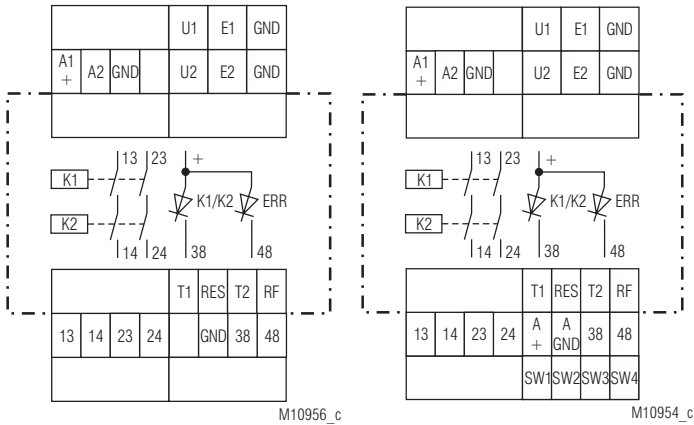 U1 E1 GND
A1 + A2 GND U2 E2 GND
13 23 +
K1 K1/K2 ERR
K2
14 24 38 48
T1 RES T2 RF
13 14 23 24 GND 38 48
M10956_c
U1 E1 GND
A1 + A2 GND U2 E2 GND
13 23 +
K1 K1/K2 ERR
K2
14 24 38 48
T1 RES T2 RF
13 14 23 24 A + A GND 38 48
SW1 SW2 SW3 SW4
M10954_c